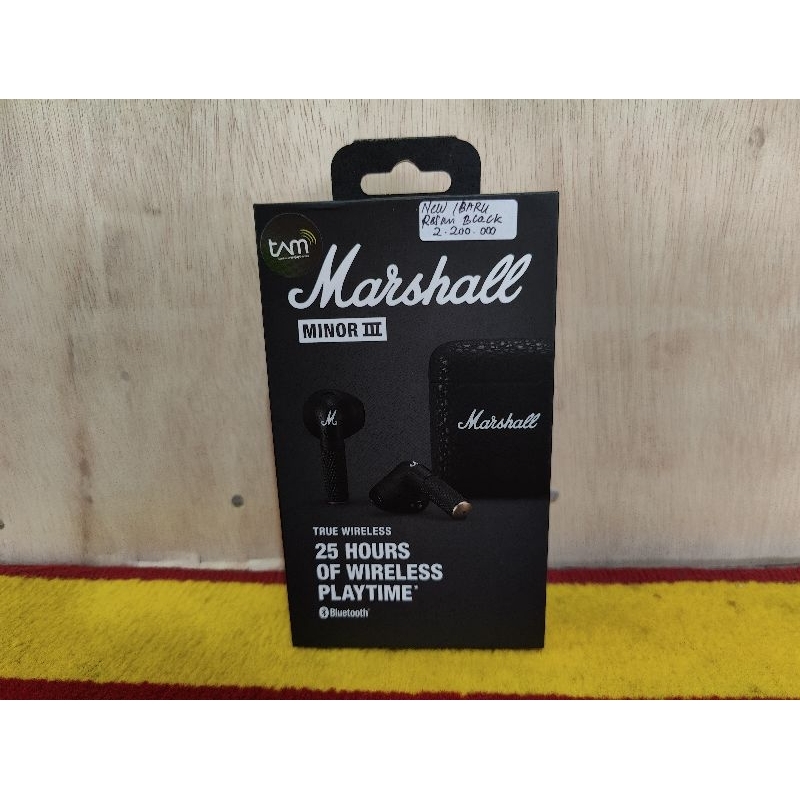 NEW / BARU
Black
2.200.000
tam
Marshall
MINOR III
Marshall
M
TRUE WIRELESS
25 HOURS
OF WIRELESS
PLAYTIME*
Bluetooth®